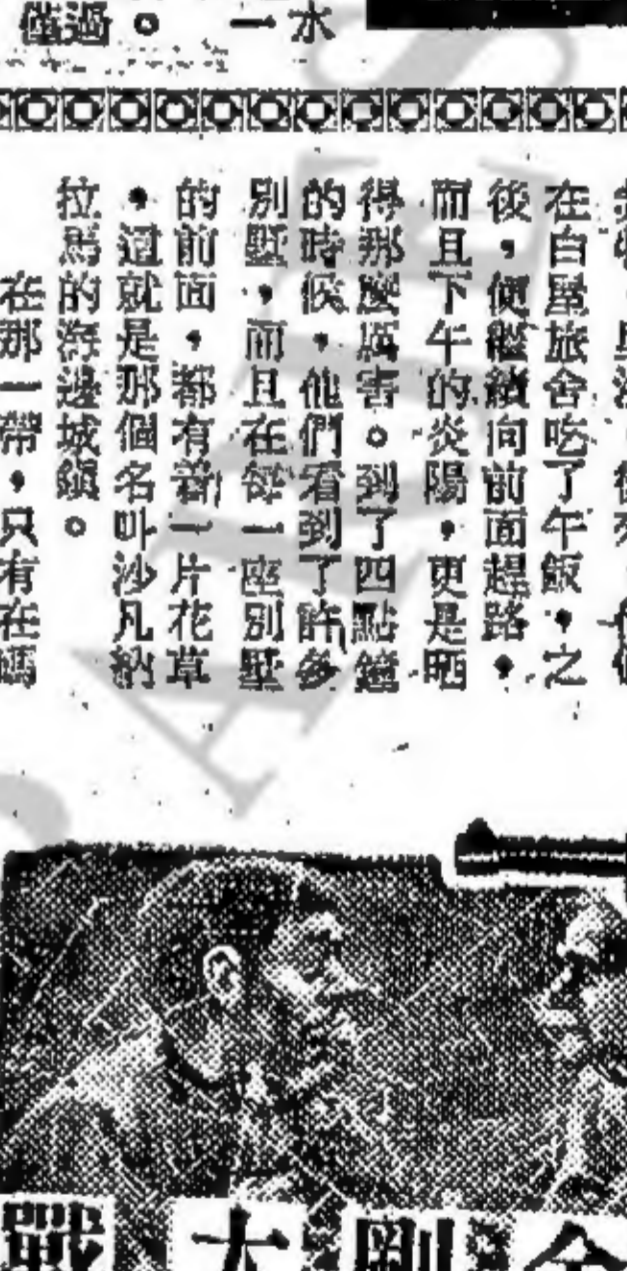 水
一
。
過
在白屋旅舍吃了午飯，之
後，便繼續向前面趕路，
而且下午的炎陽，更是晒
得那麼厲害。到了四點鐘
的時候，他們看到了許多
別墅，而且在每一座別墅
的前面，都有着一片花草
，這就是那個名叫沙凡納
拉馬的海邊城鎮。
在那一帶，只有在瑪
金剛大戰